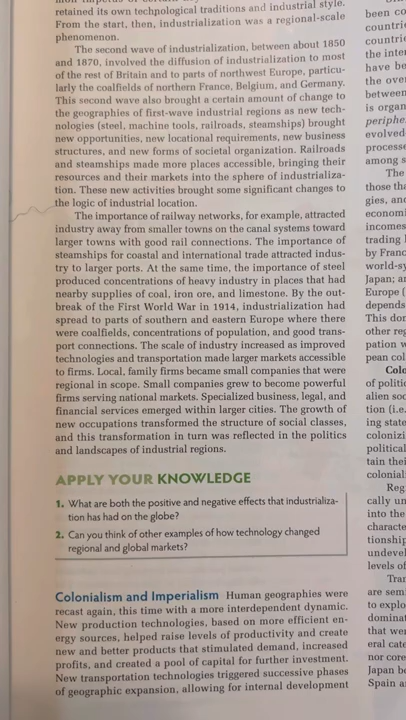 retained its own technological traditions and industrial style.
From the start, then, industrialization was a regional-scale
phenomenon.
The second wave of industrialization, between about 1850
and 1870, involved the diffusion of industrialization to most
of the rest of Britain and to parts of northwest Europe, particu-
larly the coalfields of northern France, Belgium, and Germany.
This second wave also brought a certain amount of change to
the geographies of first-wave industrial regions as new tech-
nologies (steel, machine tools, railroads, steamships) brought
new opportunities, new locational requirements, new business
structures, and new forms of societal organization. Railroads
and steamships made more places accessible, bringing their
resources and their markets into the sphere of industrializa-
tion. These new activities brought some significant changes to
the logic of industrial location.
The importance of railway networks, for example, attracted
industry away from smaller towns on the canal systems toward
larger towns with good rail connections. The importance of
steamships for coastal and international trade attracted indus-
try to larger ports. At the same time, the importance of steel
produced concentrations of heavy industry in places that had
nearby supplies of coal, iron ore, and limestone. By the out-
break of the First World War in 1914, industrialization had
spread to parts of southern and eastern Europe where there
were coalfields, concentrations of population, and good trans-
port connections. The scale of industry increased as improved
technologies and transportation made larger markets accessible
to firms. Local, family firms became small companies that were
regional in scope. Small companies grew to become powerful
firms serving national markets. Specialized business, legal, and
financial services emerged within larger cities. The growth of
new occupations transformed the structure of social classes,
and this transformation in turn was reflected in the politics
and landscapes of industrial regions.
APPLY YOUR KNOWLEDGE
1. What are both the positive and negative effects that industrializa-
tion has had on the globe?
2. Can you think of other examples of how technology changed
regional and global markets?
Colonialism and Imperialism Human geographies were
recast again, this time with a more interdependent dynamic.
New production technologies, based on more efficient en-
ergy sources, helped raise levels of productivity and create
new and better products that stimulated demand, increased
profits, and created a pool of capital for further investment.
New transportation technologies triggered successive phases
of geographic expansion, allowing for internal development
been co
countrie
countrie
the inter
have be
the ove
between
is organ
periphe
evolved
processe
among s
The
those tha
gies, and
economi
incomes
trading
by Franc
world-sy
Japan; an
Europe (
depends
This dor
other reg
pation w
pean col
Colo
of politic
alien soc
tion (i.e.
ing state
colonizi
political
tain thei
colonial
Reg
cally un
into the
characte
tionship
undevel
levels of
Tran
are sem
to explo
dominat
that wer
eral cate
nor core
Japan be
Spain a